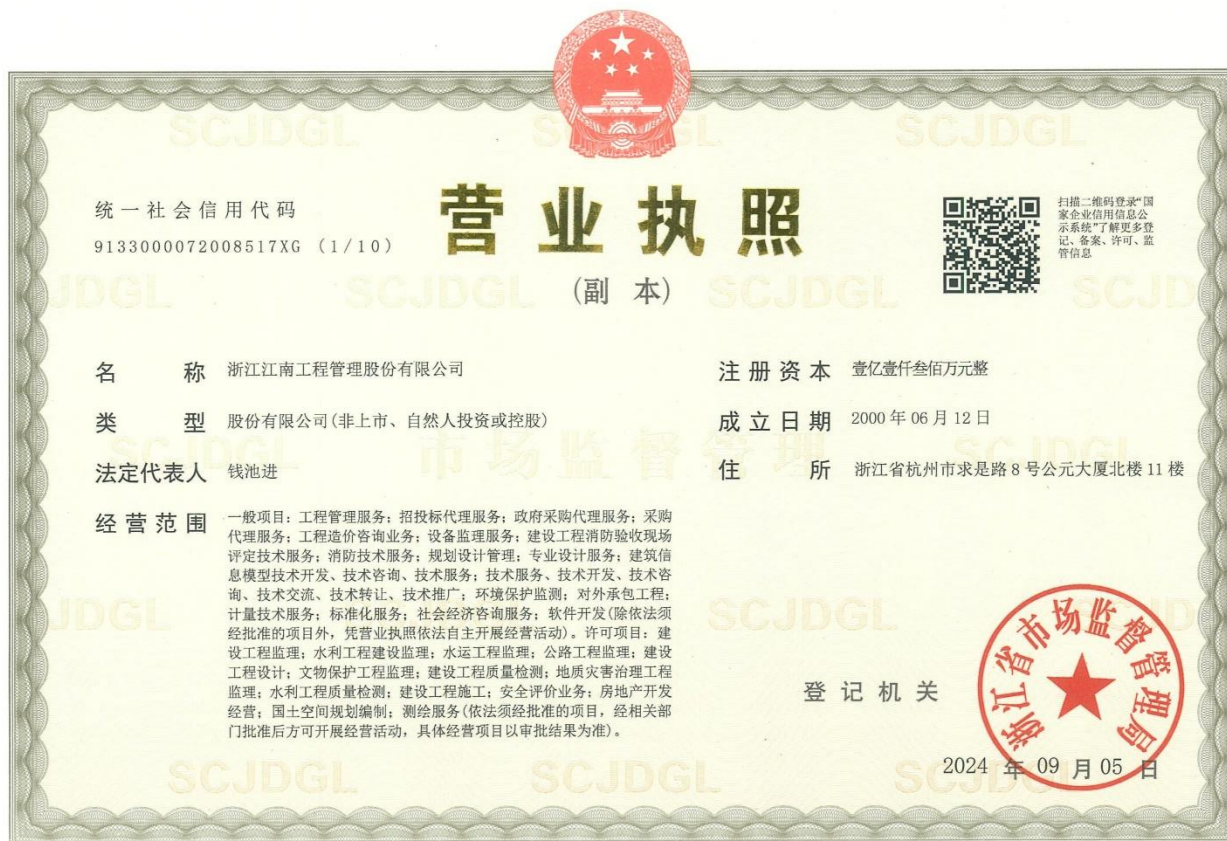 统一社会信用代码
9133000072008517XG (1/10)
营业执照
(副 本)
扫描二维码登录“国
家企业信用信息公
示系统”了解更多登
记、备案、许可、监
管信息
名 称 浙江江南工程管理股份有限公司
类 型 股份有限公司(非上市、自然人投资或控股)
法定代表人 钱池进
经营范围 一般项目：工程管理服务；招投标代理服务；政府采购代理服务；采购
代理服务；工程造价咨询业务；设备监理服务；建设工程消防验收现场
评定技术服务；消防技术服务；规划设计管理；专业设计服务；建筑信
息模型技术开发、技术咨询、技术服务；技术服务、技术开发、技术咨
询、技术交流、技术转让、技术推广；环境保护监测；对外承包工程；
计量技术服务；标准化服务；社会经济咨询服务；软件开发(除依法须
经批准的项目外，凭营业执照依法自主开展经营活动)。许可项目：建
设工程监理；水利工程建设监理；水运工程监理；公路工程监理；建设
工程设计；文物保护工程监理；建设工程质量检测；地质灾害治理工程
监理；水利工程质量检测；建设工程施工；安全评价业务；房地产开发
经营；国土空间规划编制；测绘服务(依法须经批准的项目，经相关部
门批准后方可开展经营活动，具体经营项目以审批结果为准)。
注册资本 壹亿壹仟叁佰万元整
成立日期 2000年06月12日
住 所 浙江省杭州市求是路8号公元大厦北楼11楼
登记机关
浙江省市场监督管理局
2024 年 09 月 05 日
SCJDGL
市场监督管理